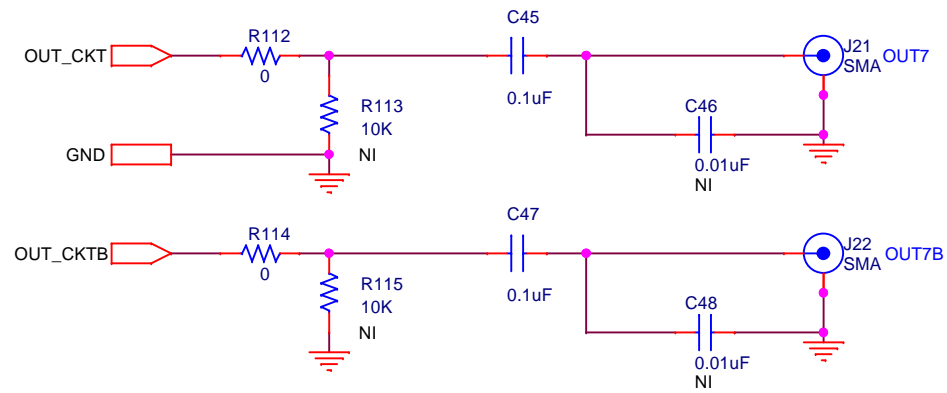 C45
R112
OUT_CKT
J21
OUT7
SMA
0
0.1uF
R113
10K
C46
GND
NI
0.01uF
NI
C47
R114
OUT_CKTB
J22
OUT7B
SMA
0
R115
10K
0.1uF
C48
NI
0.01uF
NI